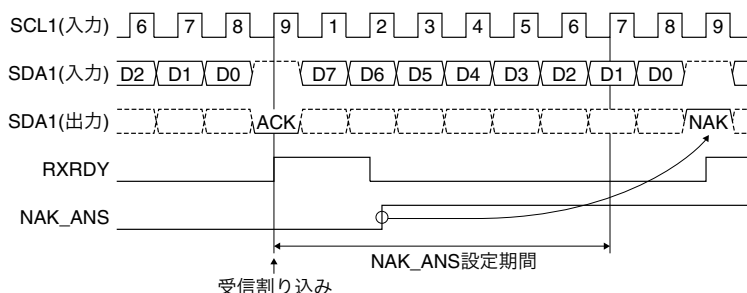 SCL1(入力) 6 7 8 9 1 2 3 4 5 6 7 8 9
SDA1(入力) D2 D1 D0 D7 D6 D5 D4 D3 D2 D1 D0
SDA1(出力) ACK NAK
RXRDY
NAK_ANS
NAK_ANS設定期間
受信割り込み